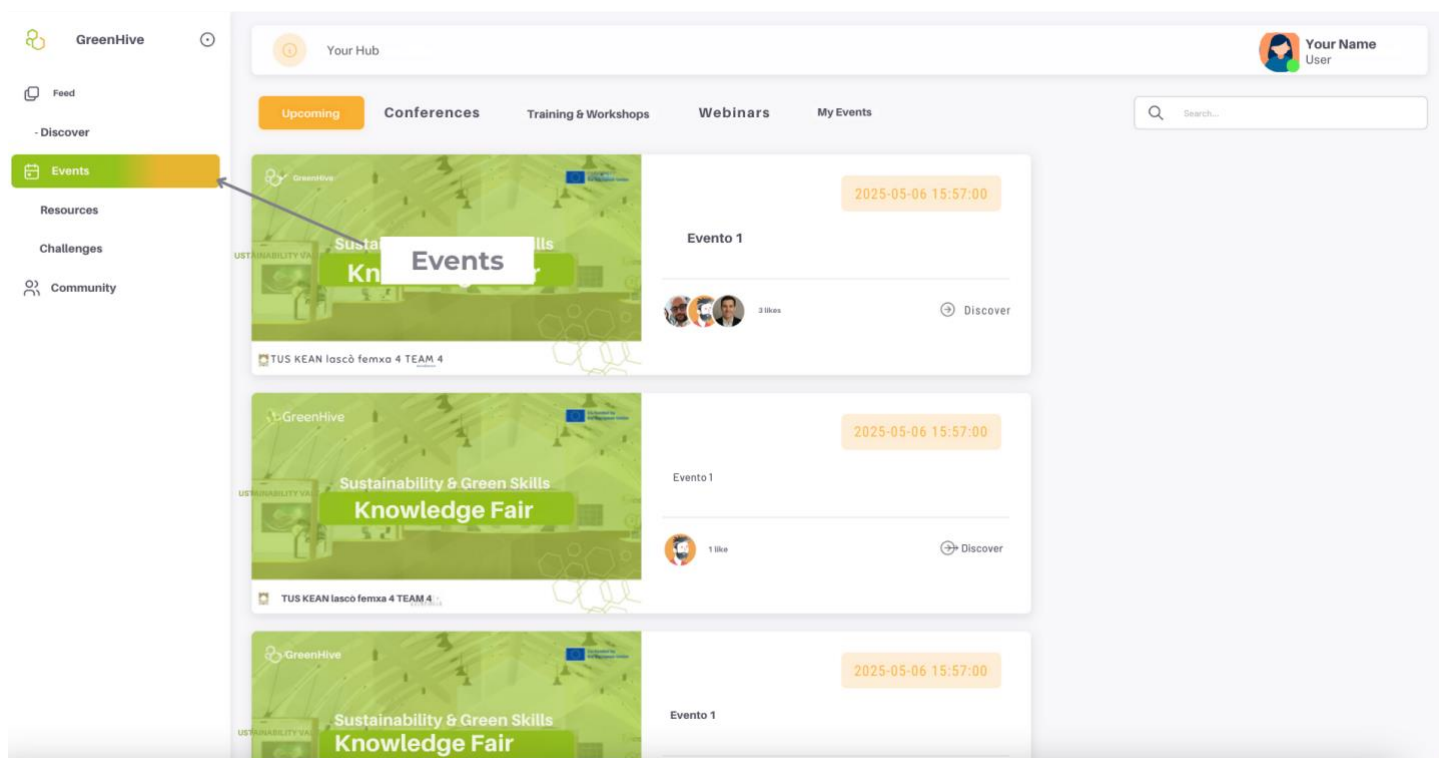 GreenHive
Your Hub
Your Name
User
Feed
- Discover
Events
Resources
Challenges
Community
Upcoming
Conferences
Training & Workshops
Webinars
My Events
Search...
GreenHive
2025-05-06 15:57:00
Evento 1
Events
3 likes
Discover
TUS KEAN lascò femxa 4 TEAM 4
GreenHive
2025-05-06 15:57:00
Sustainability & Green Skills
Knowledge Fair
Evento 1
1 like
Discover
TUS KEAN lascò femxa 4 TEAM 4
GreenHive
2025-05-06 15:57:00
Sustainability & Green Skills
Knowledge Fair
Evento 1